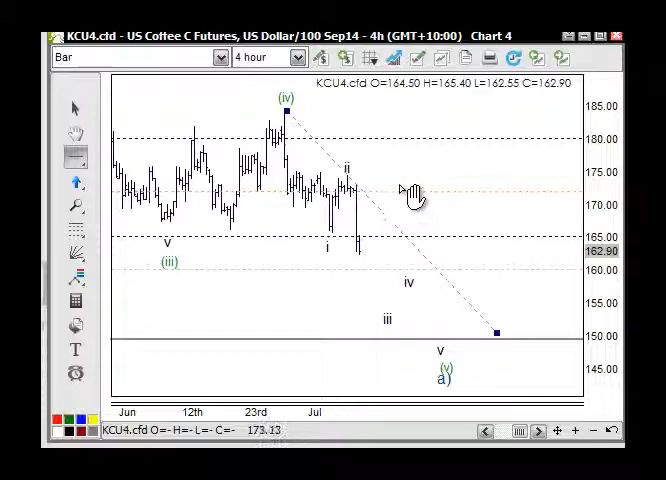 KCU4.cfd - US Coffee C Futures, US Dollar/100 Sep14 - 4h (GMT+10:00) Chart 4
Bar
4 hour
KCU4.cfd O=164.50 H=165.40 L=162.55 C=162.90
(iv)
185.00
180.00
ii
175.00
170.00
v
i
165.00
162.90
(iii)
160.00
iv
155.00
iii
150.00
v
(v)
145.00
a)
T
Jun
12th
23rd
Jul
KCU4.cfd O=- H=- L=- C=- 173.13